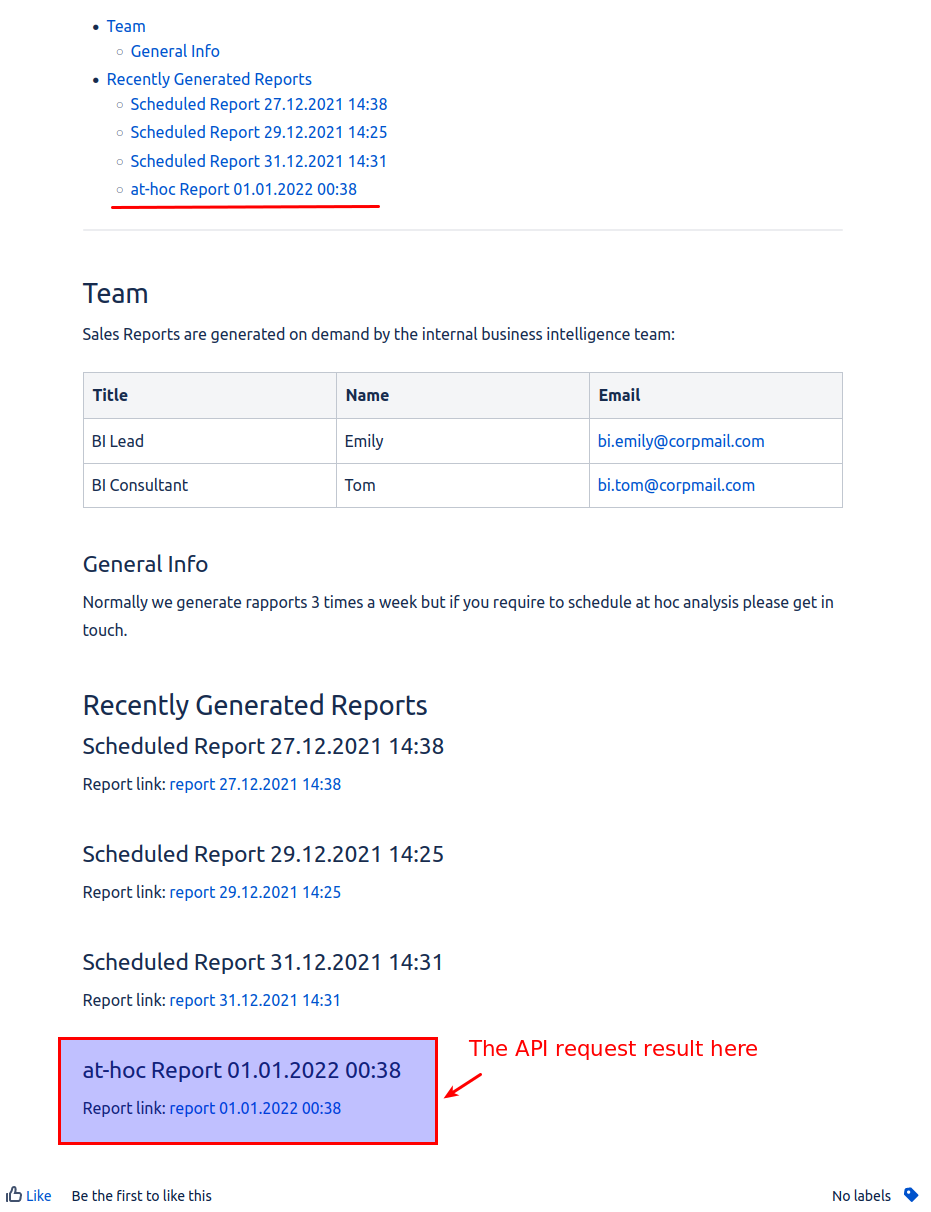 Team
General Info
Recently Generated Reports
Scheduled Report 27.12.2021 14:38
Scheduled Report 29.12.2021 14:25
Scheduled Report 31.12.2021 14:31
at-hoc Report 01.01.2022 00:38
Team
Sales Reports are generated on demand by the internal business intelligence team:
Title Name Email
BI Lead Emily bi.emily@corpmail.com
BI Consultant Tom bi.tom@corpmail.com
General Info
Normally we generate rapports 3 times a week but if you require to schedule at hoc analysis please get in
touch.
Recently Generated Reports
Scheduled Report 27.12.2021 14:38
Report link: report 27.12.2021 14:38
Scheduled Report 29.12.2021 14:25
Report link: report 29.12.2021 14:25
Scheduled Report 31.12.2021 14:31
Report link: report 31.12.2021 14:31
The API request result here
at-hoc Report 01.01.2022 00:38
Report link: report 01.01.2022 00:38
Like Be the first to like this No labels